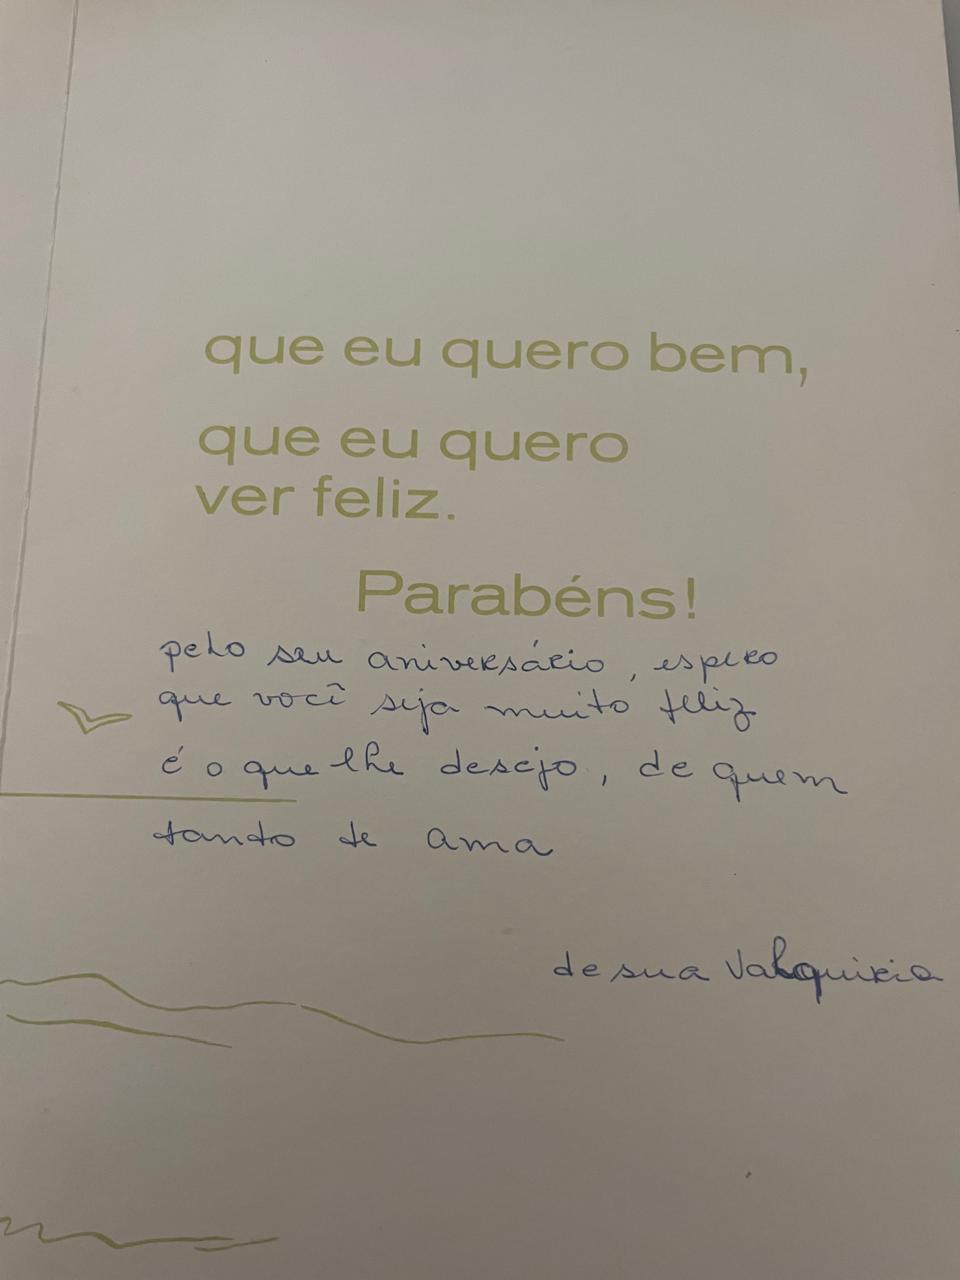 que eu quero bem,
que eu quero
ver feliz.
Parabéns!
pelo seu aniversário, espero
que você seja muito feliz
é o que lhe desejo, de quem
tanto te ama
de sua Valquiria